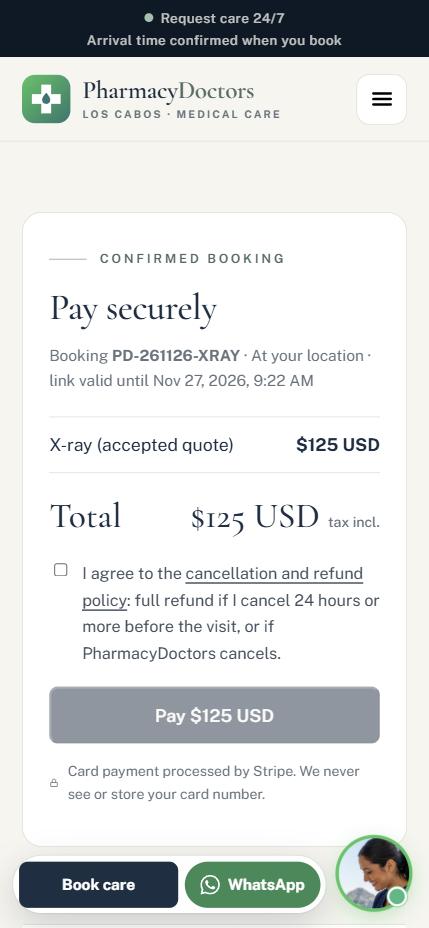 Request care 24/7
Arrival time confirmed when you book
PharmacyDoctors
LOS CABOS · MEDICAL CARE
CONFIRMED BOOKING
Pay securely
Booking PD-261126-XRAY · At your location ·
link valid until Nov 27, 2026, 9:22 AM
X-ray (accepted quote) $125 USD
Total $125 USD tax incl.
I agree to the cancellation and refund
policy: full refund if I cancel 24 hours or
more before the visit, or if
PharmacyDoctors cancels.
Pay $125 USD
Card payment processed by Stripe. We never
see or store your card number.
Book care WhatsApp